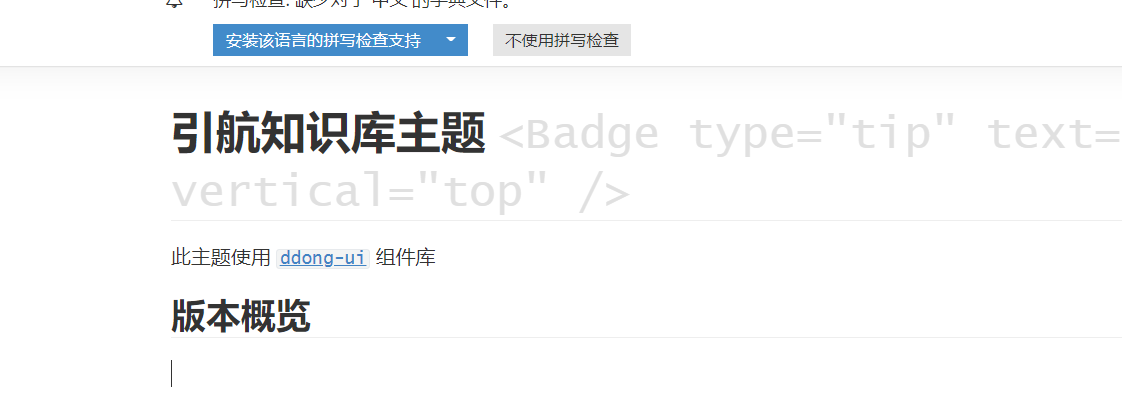 拼写检查: 缺少对于 中文 的字典文件。
安装该语言的拼写检查支持
不使用拼写检查
引航知识库主题 <Badge type="tip" text=
vertical="top" />
此主题使用 ddong-ui 组件库
版本概览